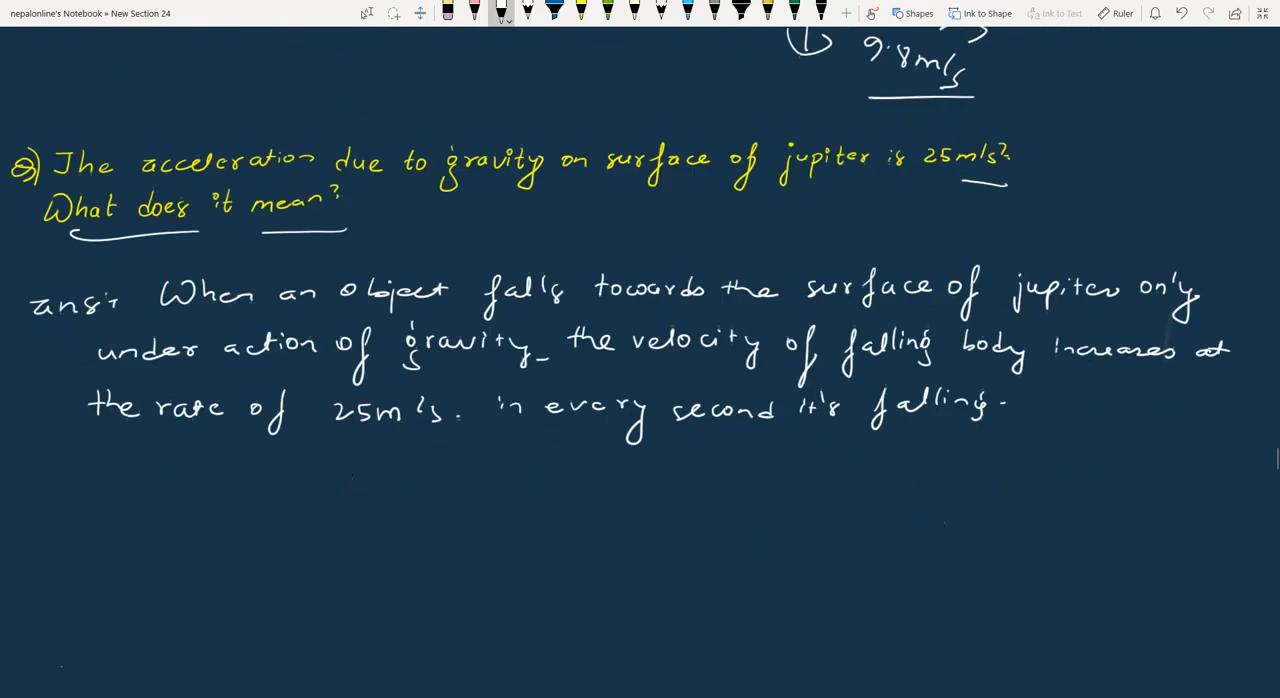 nepalonline's Notebook » New Section 24
Shapes Ink to Shape Ink to Text Ruler
① 9.8m/s
Q) The acceleration due to gravity on surface of jupiter is 25m/s².
What does it mean?
ans:- When an object falls towards the surface of jupiter only
under action of gravity. the velocity of falling body increases at
the rate of 25m/s. in every second it's falling.